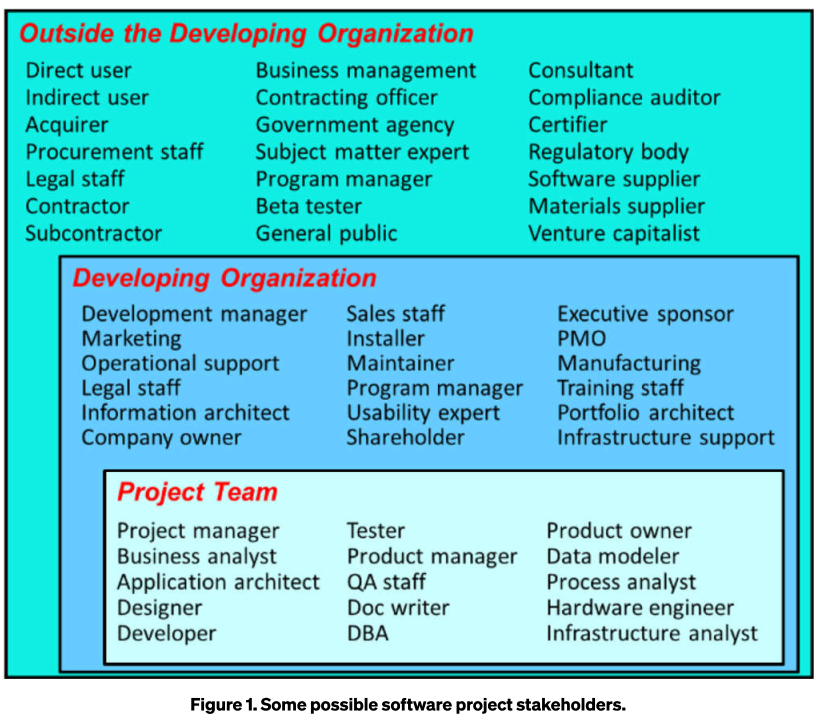 Outside the Developing Organization
Direct user Business management Consultant
Indirect user Contracting officer Compliance auditor
Acquirer Government agency Certifier
Procurement staff Subject matter expert Regulatory body
Legal staff Program manager Software supplier
Contractor Beta tester Materials supplier
Subcontractor General public Venture capitalist
Developing Organization
Development manager Sales staff Executive sponsor
Marketing Installer PMO
Operational support Maintainer Manufacturing
Legal staff Program manager Training staff
Information architect Usability expert Portfolio architect
Company owner Shareholder Infrastructure support
Project Team
Project manager Tester Product owner
Business analyst Product manager Data modeler
Application architect QA staff Process analyst
Designer Doc writer Hardware engineer
Developer DBA Infrastructure analyst
Figure 1. Some possible software project stakeholders.